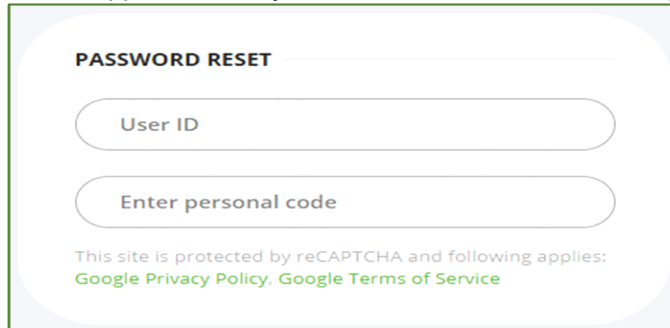 PASSWORD RESET
User ID
Enter personal code
This site is protected by reCAPTCHA and following applies:
Google Privacy Policy, Google Terms of Service